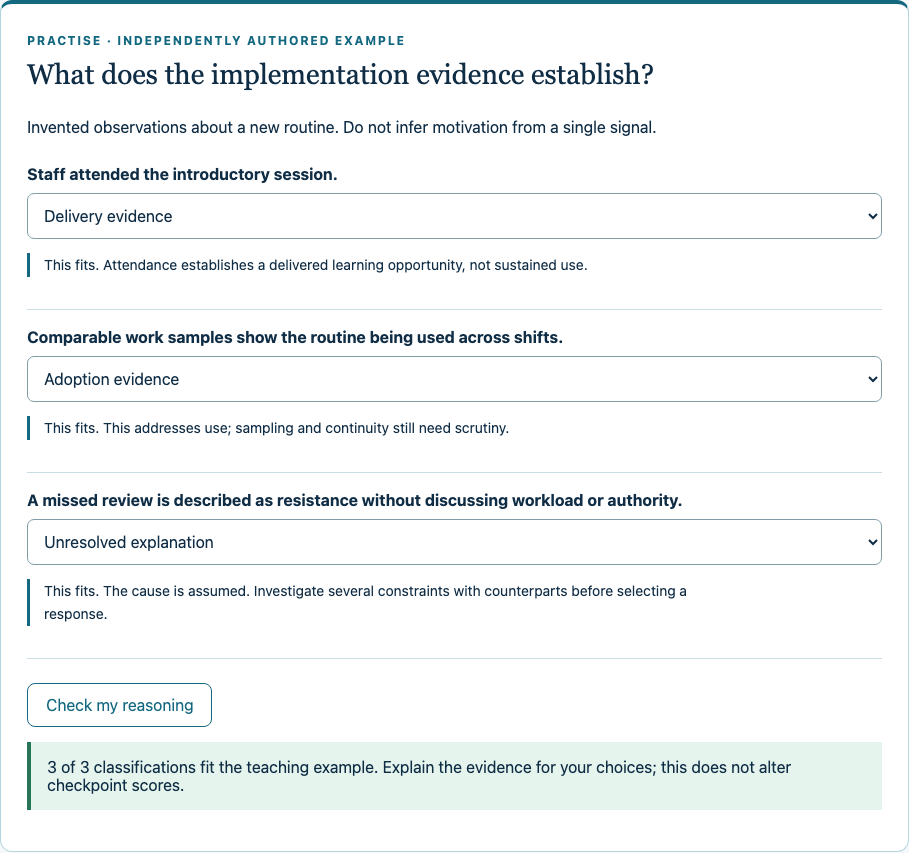 PRACTISE · INDEPENDENTLY AUTHORED EXAMPLE
What does the implementation evidence establish?
Invented observations about a new routine. Do not infer motivation from a single signal.
Staff attended the introductory session.
Delivery evidence
This fits. Attendance establishes a delivered learning opportunity, not sustained use.
Comparable work samples show the routine being used across shifts.
Adoption evidence
This fits. This addresses use; sampling and continuity still need scrutiny.
A missed review is described as resistance without discussing workload or authority.
Unresolved explanation
This fits. The cause is assumed. Investigate several constraints with counterparts before selecting a
response.
Check my reasoning
3 of 3 classifications fit the teaching example. Explain the evidence for your choices; this does not alter
checkpoint scores.